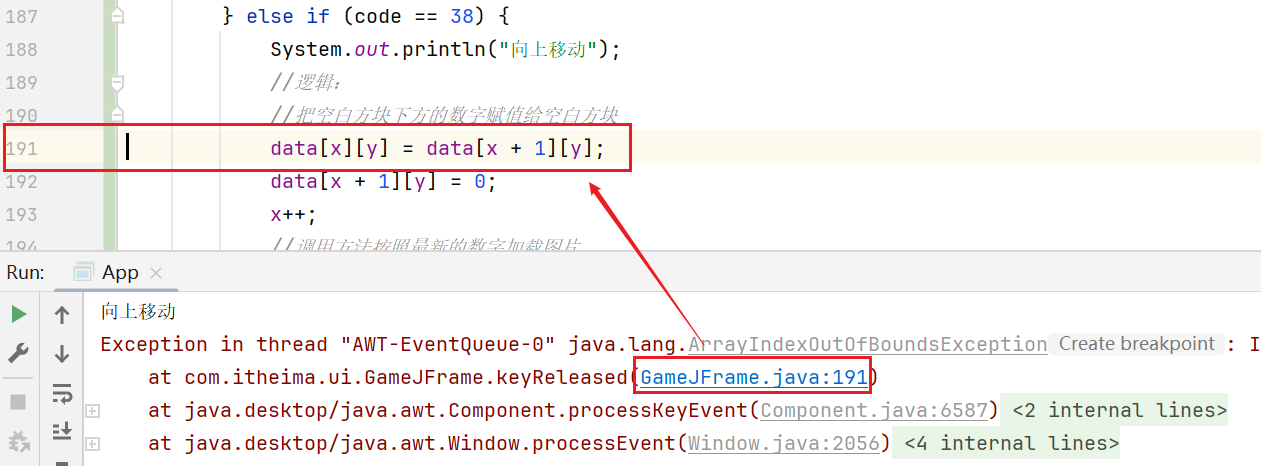 187 } else if (code == 38) {
188 System.out.println("向上移动");
189 //逻辑:
190 //把空白方块下方的数字赋值给空白方块
191 data[x][y] = data[x + 1][y];
192 data[x + 1][y] = 0;
193 x++;
194 //调用方法按照最新的数字加载图片
Run: App
向上移动
Exception in thread "AWT-EventQueue-0" java.lang.ArrayIndexOutOfBoundsException Create breakpoint : I
at com.itheima.ui.GameJFrame.keyReleased(GameJFrame.java:191)
at java.desktop/java.awt.Component.processKeyEvent(Component.java:6587) <2 internal lines>
at java.desktop/java.awt.Window.processEvent(Window.java:2056) <4 internal lines>